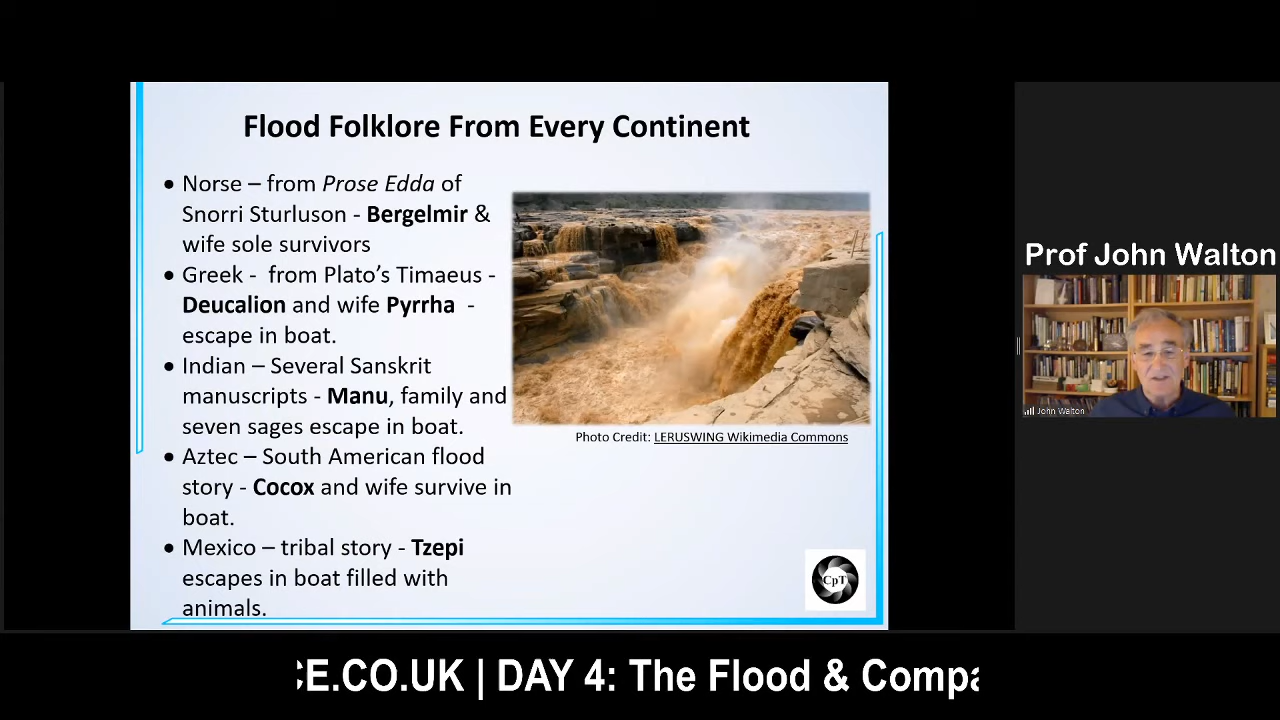 Flood Folklore From Every Continent
• Norse – from Prose Edda of
Snorri Sturluson - Bergelmir &
wife sole survivors
• Greek - from Plato's Timaeus -
Deucalion and wife Pyrrha -
escape in boat.
• Indian – Several Sanskrit
manuscripts - Manu, family and
seven sages escape in boat.
• Aztec – South American flood
story - Cocox and wife survive in
boat.
• Mexico – tribal story - Tzepi
escapes in boat filled with
animals.
Photo Credit: LERUSWING Wikimedia Commons
CpT
Prof John Walton
John Walton
CE.CO.UK | DAY 4: The Flood & Compa